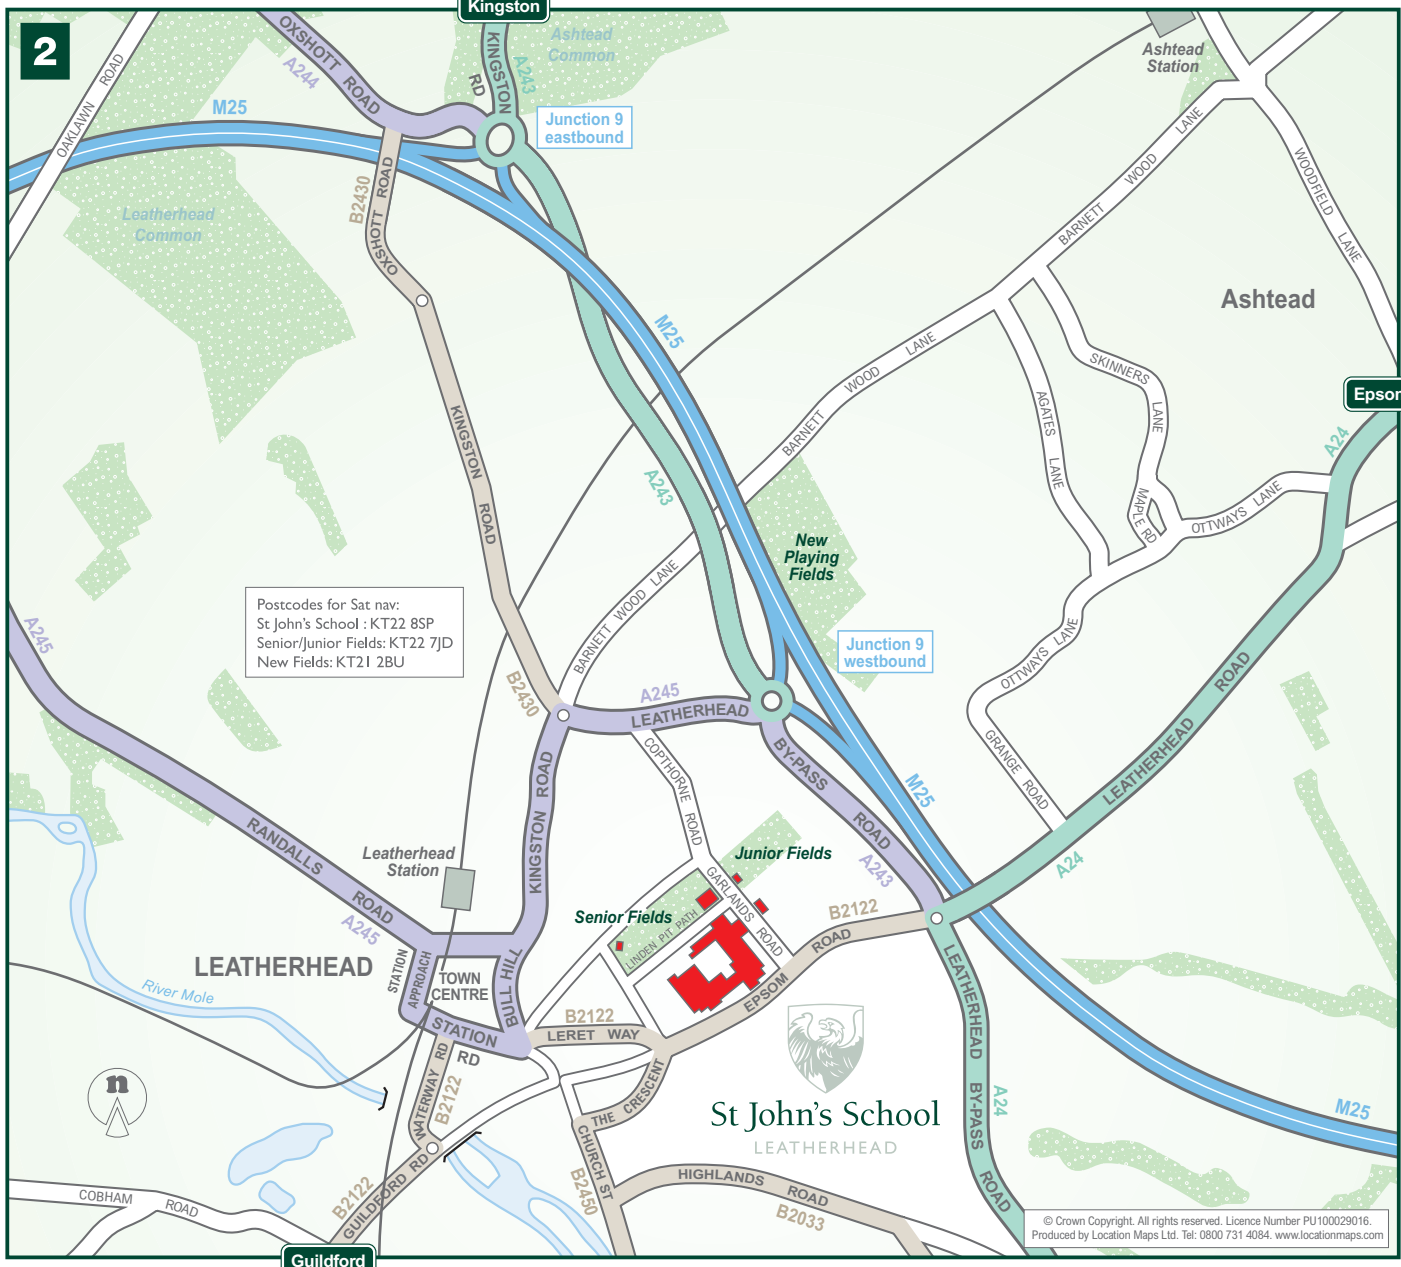 Kingston
2
OAKLAWN ROAD
OXSHOTT ROAD
A244
KINGSTON
RD
A243
Ashtead
Common
Ashtead
Station
M25
Junction 9
eastbound
B2430
OXSHOTT ROAD
Leatherhead
Common
BARNETT WOOD LANE
WOODFIELD LANE
Ashtead
M25
BARNETT WOOD LANE
SKINNERS LANE
AGATES LANE
Epsom
A24
KINGSTON ROAD
A243
MAPLE RD
OTTWAYS LANE
New
Playing
Fields
Postcodes for Sat nav:
St John's School : KT22 8SP
Senior/Junior Fields: KT22 7JD
New Fields: KT21 2BU
A245
BARNETT WOOD LANE
OTTWAYS LANE
Junction 9
westbound
B2430
A245
LEATHERHEAD
BY-PASS ROAD
A243
COPTHORNE ROAD
GRANGE ROAD
LEATHERHEAD ROAD
A24
M25
KINGSTON ROAD
RANDALLS ROAD
A245
Leatherhead
Station
Junior Fields
GARLANDS ROAD
Senior Fields
LINDEN PIT PATH
B2122
EPSOM ROAD
LEATHERHEAD
STATION
APPROACH
TOWN
CENTRE
BULL HILL
River Mole
STATION
RD
B2122
LERET WAY
LEATHERHEAD BY-PASS ROAD
A24
n
WATERWAY RD
B2122
THE CRESCENT
CHURCH ST
B2450
St John's School
LEATHERHEAD
M25
HIGHLANDS ROAD
B2033
COBHAM ROAD
B2122
GUILDFORD RD
Guildford
© Crown Copyright. All rights reserved. Licence Number PU100029016.
Produced by Location Maps Ltd. Tel: 0800 731 4084. www.locationmaps.com